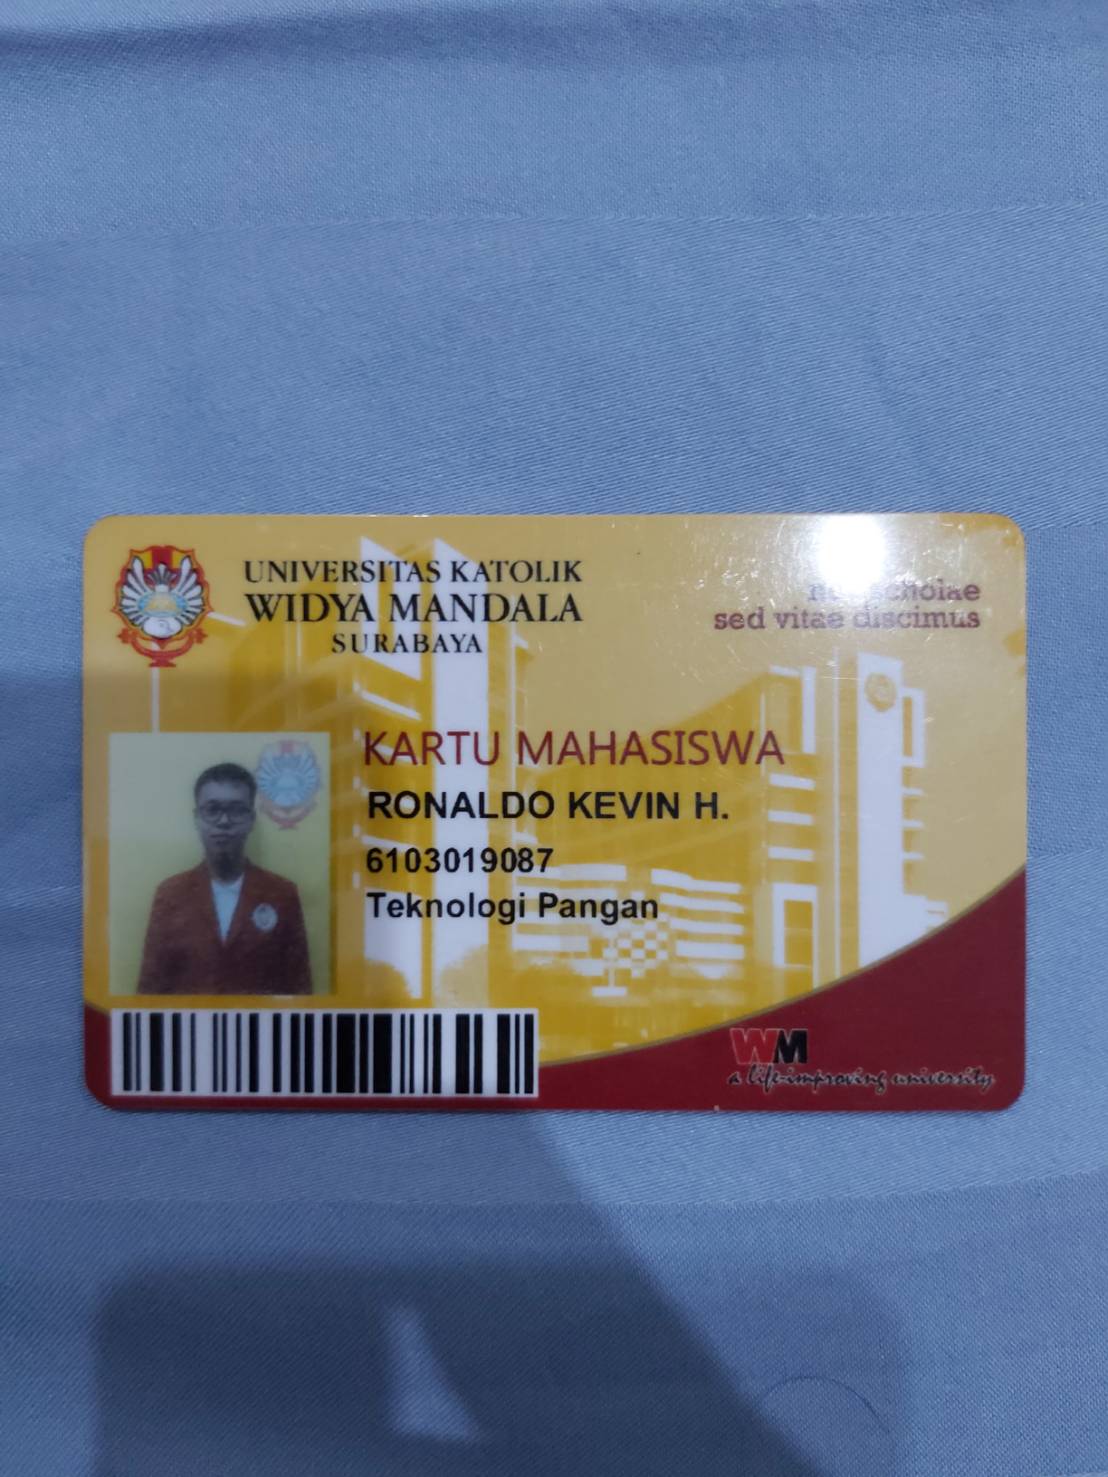 UNIVERSITAS KATOLIK
WIDYA MANDALA
SURABAYA
scholae
sed vitae discimus
KARTU MAHASISWA
RONALDO KEVIN H.
6103019087
Teknologi Pangan
WM
a life-improving university